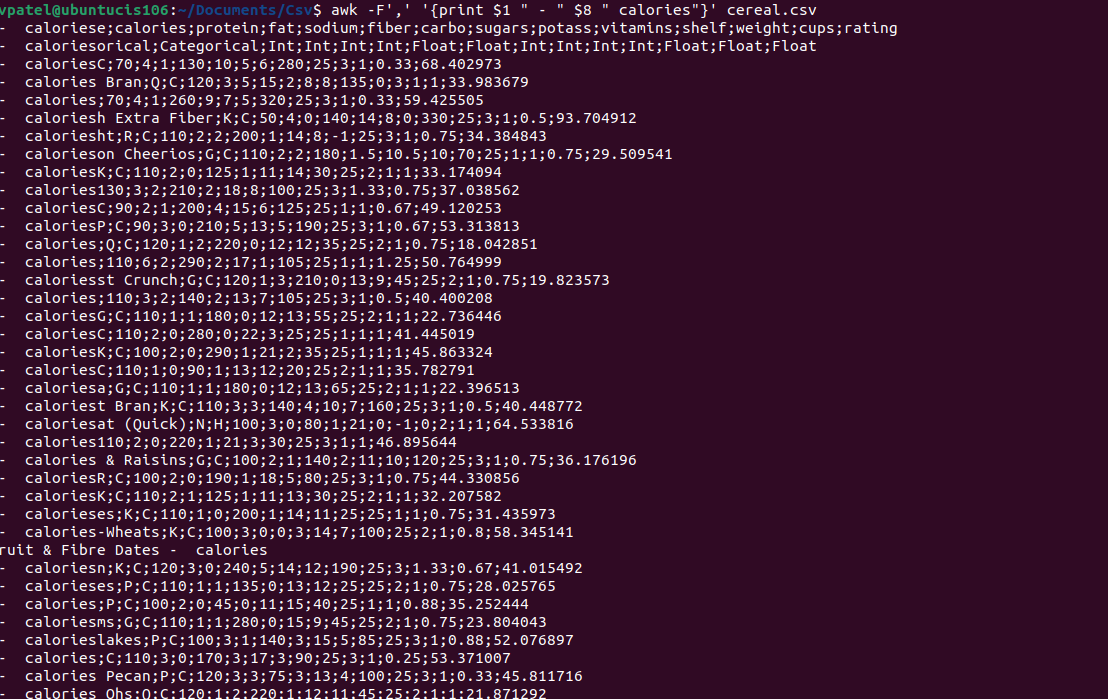 vpatel@ubuntucis106:~/Documents/Csv$ awk -F',' '{print $1 " - " $8 " calories"}' cereal.csv
-  caloriese;calories;protein;fat;sodium;fiber;carbo;sugars;potass;vitamins;shelf;weight;cups;rating
-  caloriesorical;Categorical;Int;Int;Int;Int;Float;Float;Int;Int;Int;Int;Float;Float;Float
-  caloriesC;70;4;1;130;10;5;6;280;25;3;1;0.33;68.402973
-  calories Bran;Q;C;120;3;5;15;2;8;8;135;0;3;1;1;33.983679
-  calories;70;4;1;260;9;7;5;320;25;3;1;0.33;59.425505
-  caloriesh Extra Fiber;K;C;50;4;0;140;14;8;0;330;25;3;1;0.5;93.704912
-  caloriesht;R;C;110;2;2;200;1;14;8;-1;25;3;1;0.75;34.384843
-  calorieson Cheerios;G;C;110;2;2;180;1.5;10.5;10;70;25;1;1;0.75;29.509541
-  caloriesK;C;110;2;0;125;1;11;14;30;25;2;1;1;33.174094
-  calories130;3;2;210;2;18;8;100;25;3;1.33;0.75;37.038562
-  caloriesC;90;2;1;200;4;15;6;125;25;1;1;0.67;49.120253
-  caloriesP;C;90;3;0;210;5;13;5;190;25;3;1;0.67;53.313813
-  calories;Q;C;120;1;2;220;0;12;12;35;25;2;1;0.75;18.042851
-  calories;110;6;2;290;2;17;1;105;25;1;1;1.25;50.764999
-  caloriesst Crunch;G;C;120;1;3;210;0;13;9;45;25;2;1;0.75;19.823573
-  calories;110;3;2;140;2;13;7;105;25;3;1;0.5;40.400208
-  caloriesG;C;110;1;1;180;0;12;13;55;25;2;1;1;22.736446
-  caloriesC;110;2;0;280;0;22;3;25;25;1;1;1;41.445019
-  caloriesK;C;100;2;0;290;1;21;2;35;25;1;1;1;45.863324
-  caloriesC;110;1;0;90;1;13;12;20;25;2;1;1;35.782791
-  caloriesa;G;C;110;1;1;180;0;12;13;65;25;2;1;1;22.396513
-  caloriest Bran;K;C;110;3;3;140;4;10;7;160;25;3;1;0.5;40.448772
-  caloriesat (Quick);N;H;100;3;0;80;1;21;0;-1;0;2;1;1;64.533816
-  calories110;2;0;220;1;21;3;30;25;3;1;1;46.895644
-  calories & Raisins;G;C;100;2;1;140;2;11;10;120;25;3;1;0.75;36.176196
-  caloriesR;C;100;2;0;190;1;18;5;80;25;3;1;0.75;44.330856
-  caloriesK;C;110;2;1;125;1;11;13;30;25;2;1;1;32.207582
-  calorieses;K;C;110;1;0;200;1;14;11;25;25;1;1;0.75;31.435973
-  calories-Wheats;K;C;100;3;0;0;3;14;7;100;25;2;1;0.8;58.345141
ruit & Fibre Dates -  calories
-  caloriesn;K;C;120;3;0;240;5;14;12;190;25;3;1.33;0.67;41.015492
-  calorieses;P;C;110;1;1;135;0;13;12;25;25;2;1;0.75;28.025765
-  calories;P;C;100;2;0;45;0;11;15;40;25;1;1;0.88;35.252444
-  caloriesms;G;C;110;1;1;280;0;15;9;45;25;2;1;0.75;23.804043
-  calorieslakes;P;C;100;3;1;140;3;15;5;85;25;3;1;0.88;52.076897
-  calories;C;110;3;0;170;3;17;3;90;25;3;1;0.25;53.371007
-  calories Pecan;P;C;120;3;3;75;3;13;4;100;25;3;1;0.33;45.811716
-  calories Ohs;Q;C;120;1;2;220;1;12;11;45;25;2;1;1;21.871292